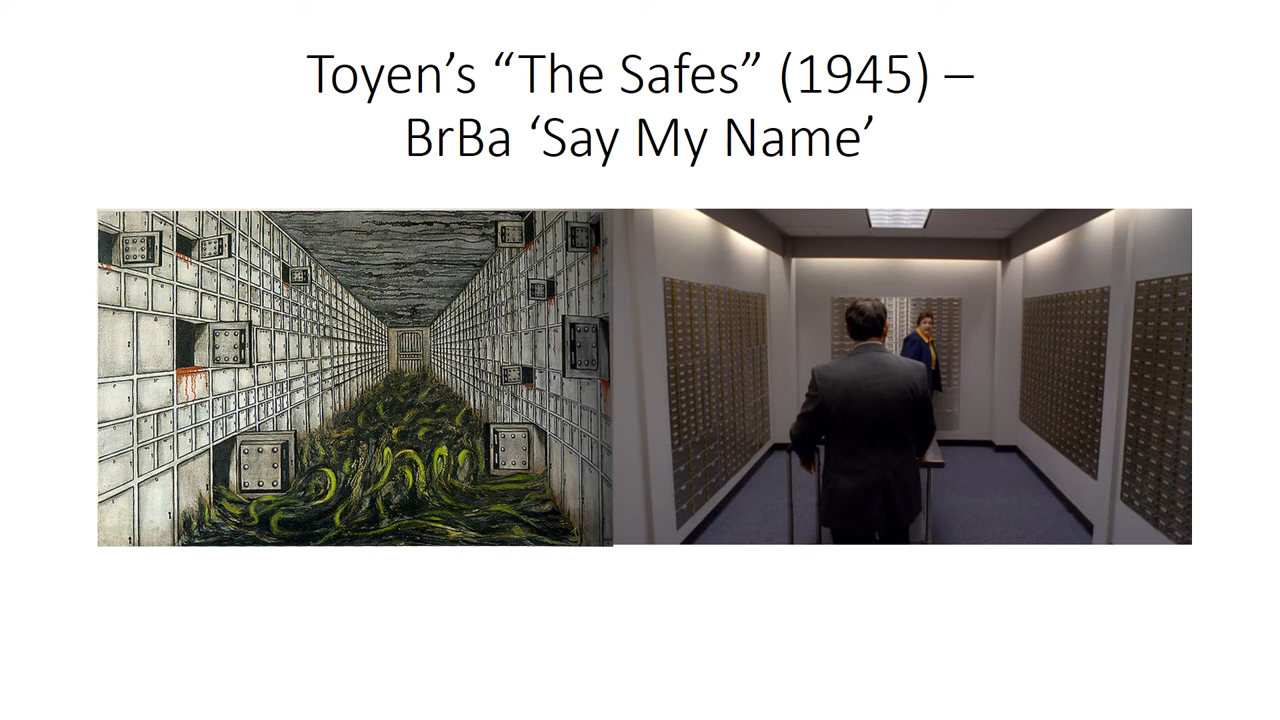 Toyen’s “The Safes” (1945) –
BrBa ‘Say My Name’